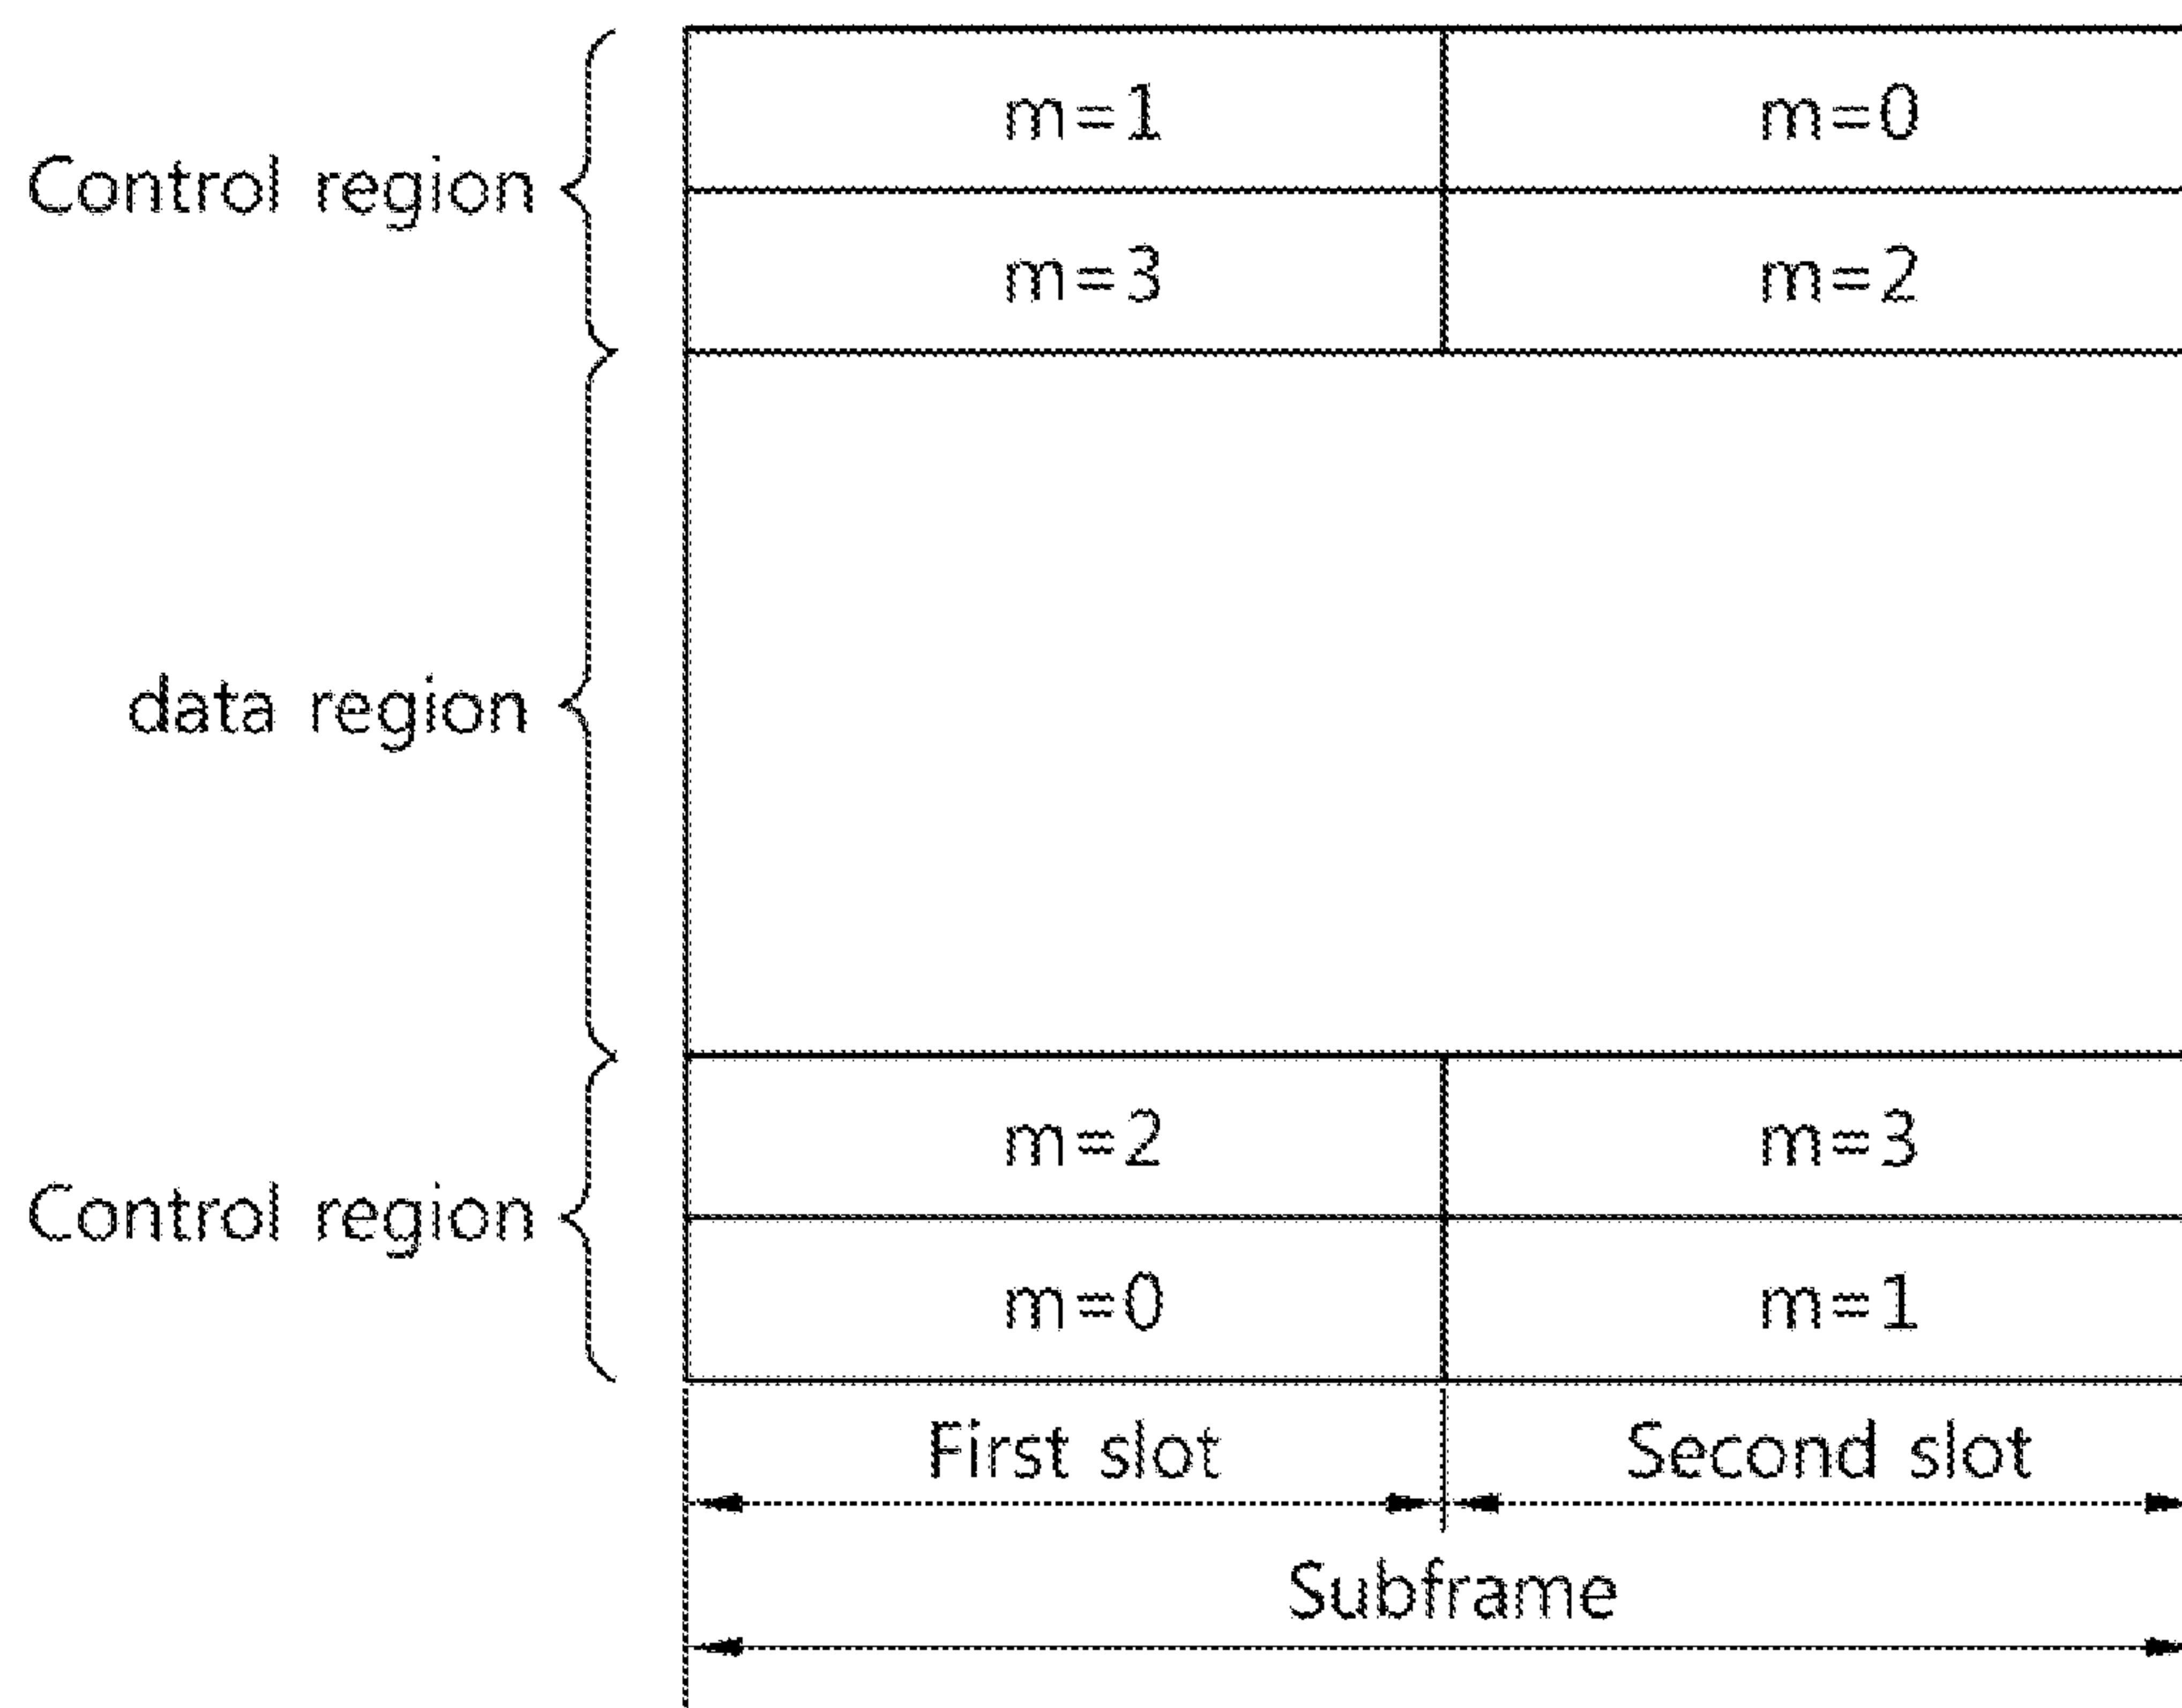 m=1 m=0
Control region
m=3 m=2
data region
m=2 m=3
Control region
m=0 m=1
First slot Second slot
Subframe